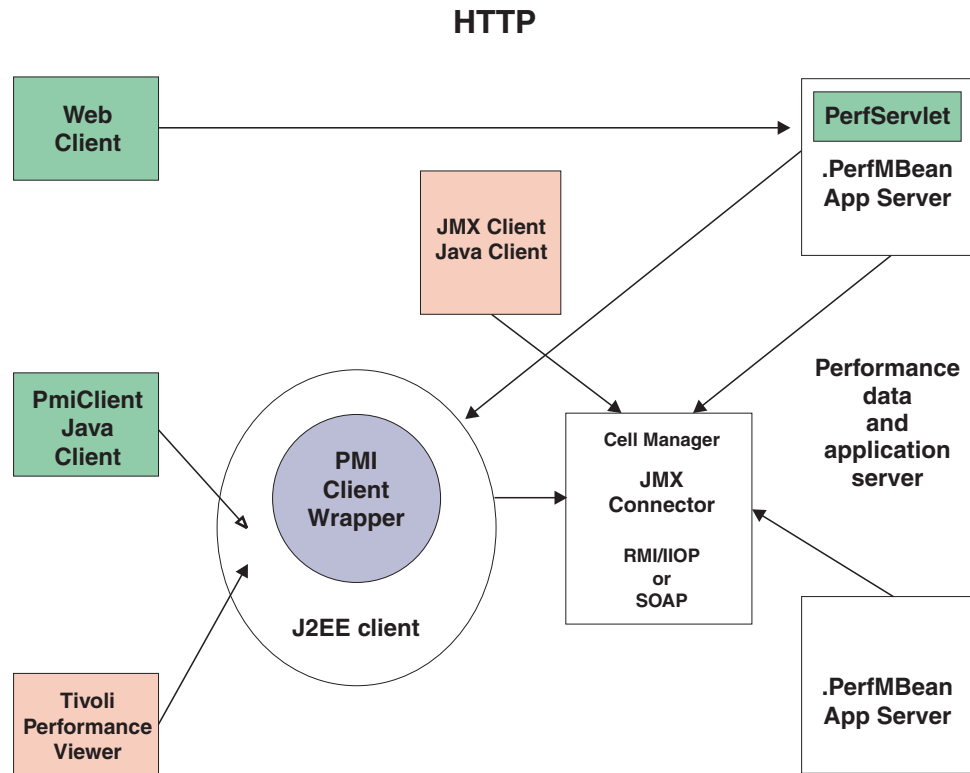 HTTP
Web
Client
PerfServlet
.PerfMBean
App Server
JMX Client
Java Client
PmiClient
Java
Client
PMI
Client
Wrapper
J2EE client
Cell Manager
JMX
Connector
RMI/IIOP
or
SOAP
Performance
data
and
application
server
Tivoli
Performance
Viewer
.PerfMBean
App Server